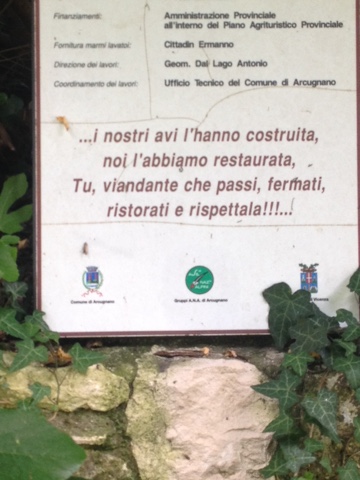 Finanziamenti: Amministrazione Provinciale
all'interno del Piano Agrituristico Provinciale
Fornitura marmi lavatoi: Cittadin Ermanno
Direzione dei lavori: Geom. Dal Lago Antonio
Coordinamento dei lavori: Ufficio Tecnico del Comune di Arcugnano
...i nostri avi l'hanno costruita,
noi l'abbiamo restaurata,
Tu, viandante che passi, fermati,
ristorati e rispettala!!!...
Comune di Arcugnano Gruppi A.N.A. di Arcugnano Vicenza